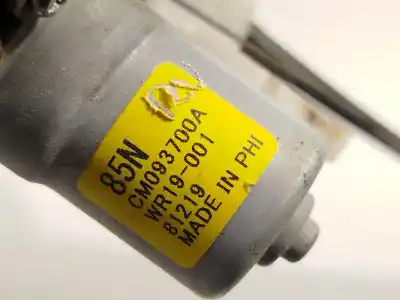 85N
CM093700A
WR19-001
81219
MADE IN PHI